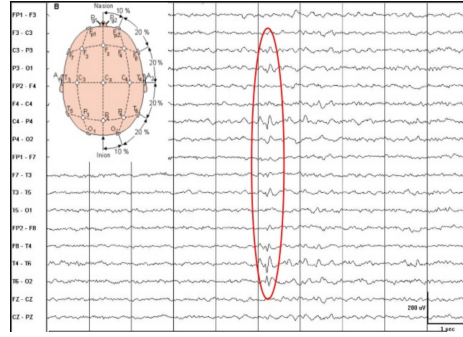 B
Nasion
10 %
20 %
20 %
20 %
20 %
10%
Inion
FP1 - F3
F3 - C3
C3 - P3
P3 - O1
FP2 - F4
F4 - C4
C4 - P4
P4 - O2
FP1 - F7
F7 - T3
T3 - T5
T5 - O1
FP2 - F8
F8 - T4
T4 - T6
T6 - O2
FZ - CZ
CZ - PZ
200 uV